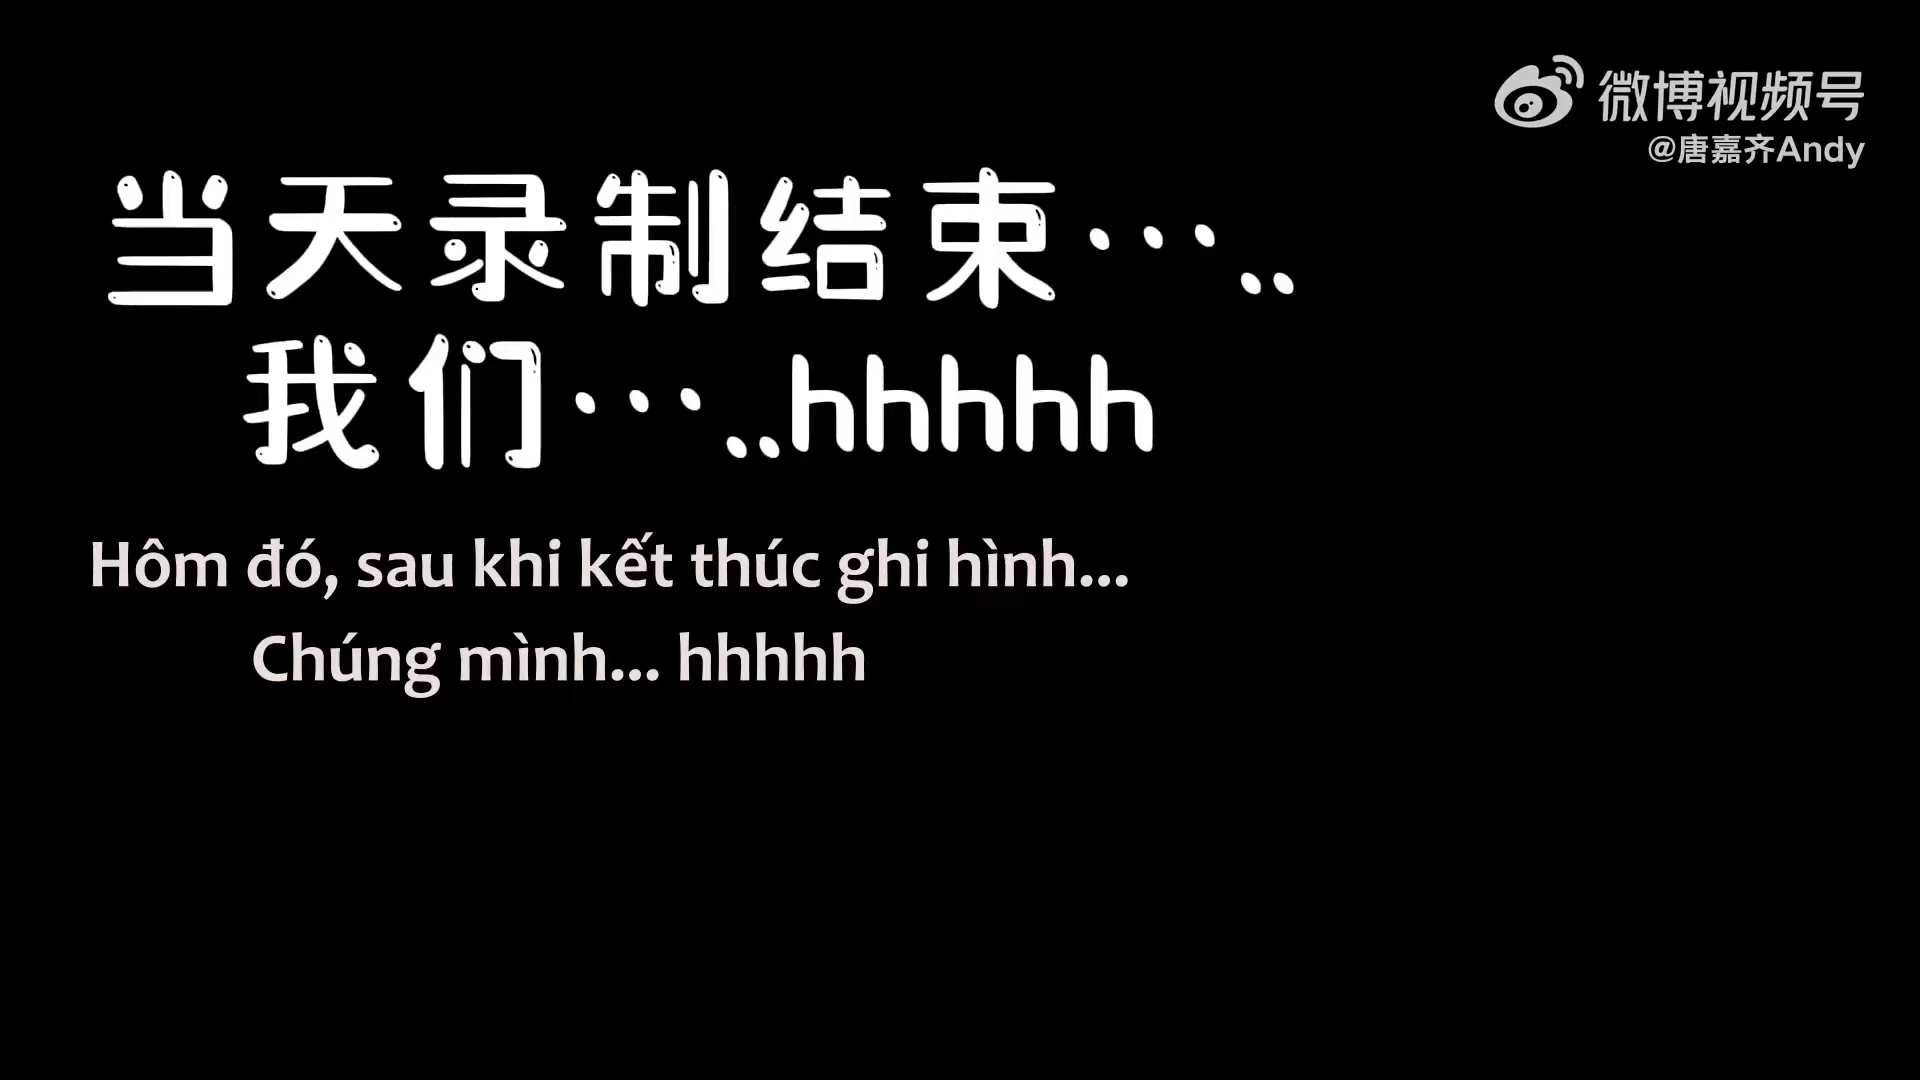 微博视频号
@唐嘉齐Andy
当天录制结束…..
我们…..hhhhh
Hôm đó, sau khi kết thúc ghi hình...
Chúng mình... hhhhh